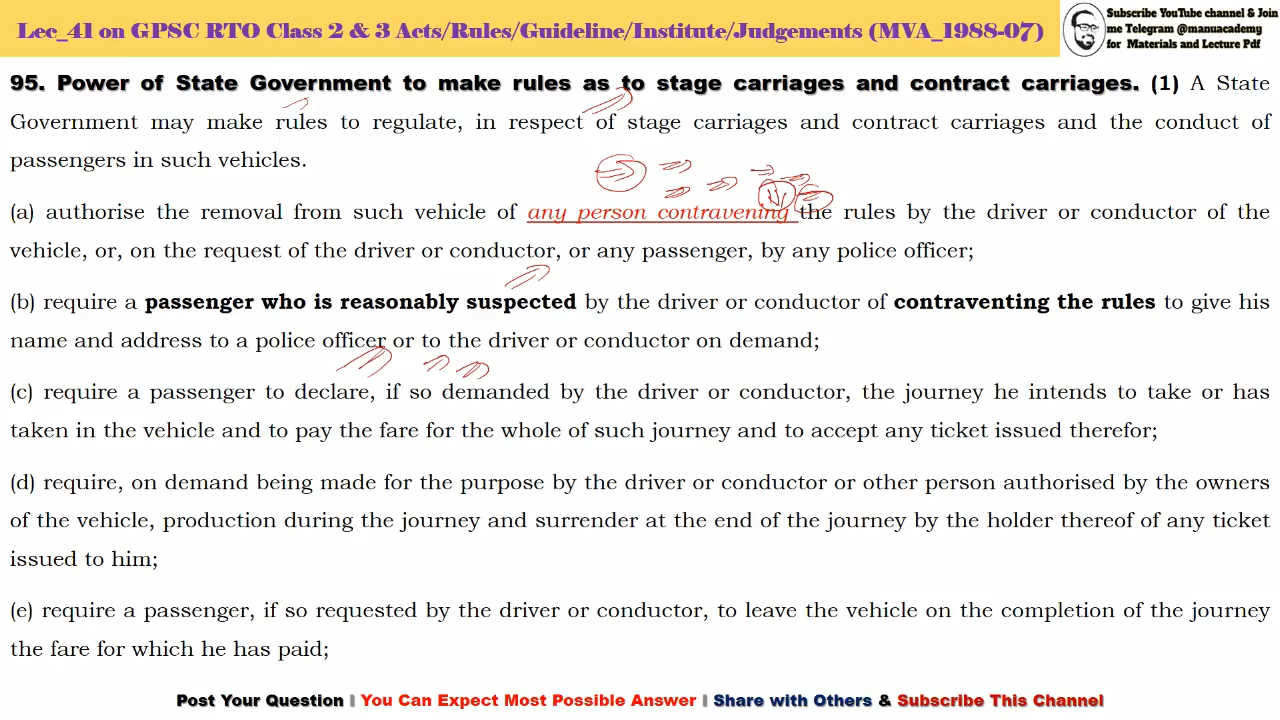 Lec_41 on GPSC RTO Class 2 & 3 Acts/Rules/Guideline/Institute/Judgements (MVA_1988-07)
Subscribe YouTube channel & Join
me Telegram @manuacademy
for Materials and Lecture Pdf
95. Power of State Government to make rules as to stage carriages and contract carriages. (1) A State
Government may make rules to regulate, in respect of stage carriages and contract carriages and the conduct of
passengers in such vehicles.
(a) authorise the removal from such vehicle of any person contravening the rules by the driver or conductor of the
vehicle, or, on the request of the driver or conductor, or any passenger, by any police officer;
(b) require a passenger who is reasonably suspected by the driver or conductor of contraventing the rules to give his
name and address to a police officer or to the driver or conductor on demand;
(c) require a passenger to declare, if so demanded by the driver or conductor, the journey he intends to take or has
taken in the vehicle and to pay the fare for the whole of such journey and to accept any ticket issued therefor;
(d) require, on demand being made for the purpose by the driver or conductor or other person authorised by the owners
of the vehicle, production during the journey and surrender at the end of the journey by the holder thereof of any ticket
issued to him;
(e) require a passenger, if so requested by the driver or conductor, to leave the vehicle on the completion of the journey
the fare for which he has paid;
Post Your Question | You Can Expect Most Possible Answer | Share with Others & Subscribe This Channel